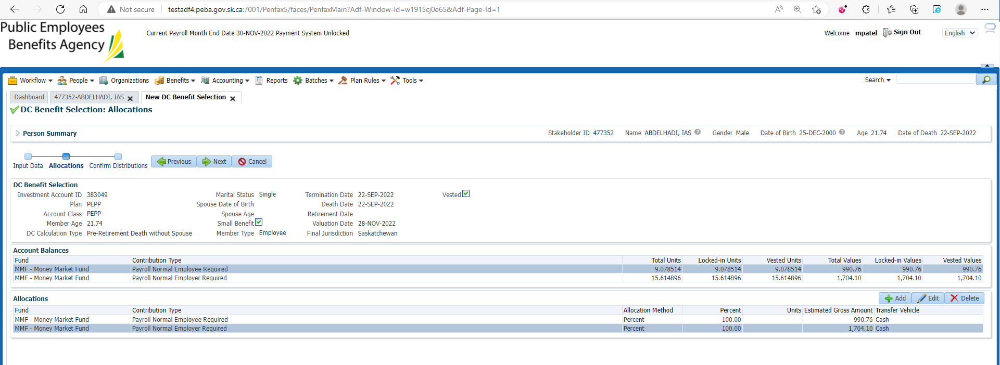 Not secure testadf4.peba.gov.sk.ca:7001/Penfax5/faces/PenfaxMain?Adf-Window-Id=w1915cj0e65&Adf-Page-Id=1
Public Employees
Benefits Agency
Current Payroll Month End Date 30-NOV-2022 Payment System Unlocked
Welcome mpatel Sign Out English
Workflow People Organizations Benefits Accounting Reports Batches Plan Rules Tools Search
Dashboard 477352-ABDELHADI, IAS New DC Benefit Selection
DC Benefit Selection: Allocations
Person Summary Stakeholder ID 477352 Name ABDELHADI, IAS Gender Male Date of Birth 25-DEC-2000 Age 21.74 Date of Death 22-SEP-2022
Input Data Allocations Confirm Distributions Previous Next Cancel
DC Benefit Selection
Investment Account ID 383049 Marital Status Single Termination Date 22-SEP-2022 Vested
Plan PEPP Spouse Date of Birth Death Date 22-SEP-2022
Account Class PEPP Spouse Age Retirement Date
Member Age 21.74 Small Benefit Valuation Date 28-NOV-2022
DC Calculation Type Pre-Retirement Death without Spouse Member Type Employee Final Jurisdiction Saskatchewan
Account Balances
Fund Contribution Type Total Units Locked-in Units Vested Units Total Values Locked-in Values Vested Values
MMF - Money Market Fund Payroll Normal Employee Required 9.078514 9.078514 9.078514 990.76 990.76 990.76
MMF - Money Market Fund Payroll Normal Employer Required 15.614896 15.614896 15.614896 1,704.10 1,704.10 1,704.10
Allocations Add Edit Delete
Fund Contribution Type Allocation Method Percent Units Estimated Gross Amount Transfer Vehicle
MMF - Money Market Fund Payroll Normal Employee Required Percent 100.00 990.76 Cash
MMF - Money Market Fund Payroll Normal Employer Required Percent 100.00 1,704.10 Cash